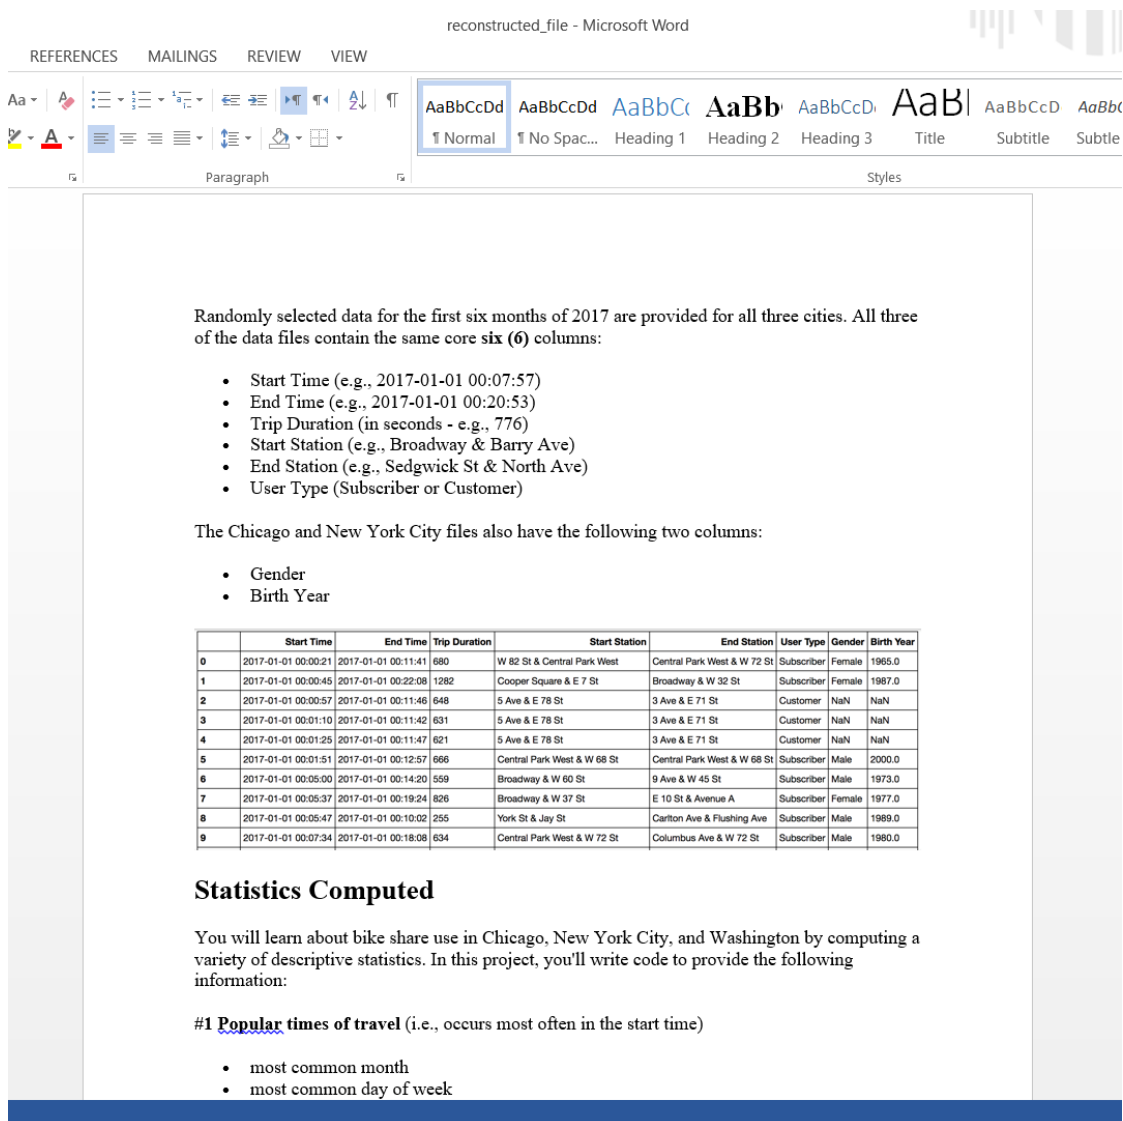 reconstructed_file - Microsoft Word
REFERENCES MAILINGS REVIEW VIEW
Aa
AaBbCcDd AaBbCcDd AaBbC AaBb AaBbCcD AaB AaBbCcD AaBb
¶ Normal ¶ No Spac... Heading 1 Heading 2 Heading 3 Title Subtitle Subtle
Paragraph Styles
Randomly selected data for the first six months of 2017 are provided for all three cities. All three
of the data files contain the same core six (6) columns:
• Start Time (e.g., 2017-01-01 00:07:57)
• End Time (e.g., 2017-01-01 00:20:53)
• Trip Duration (in seconds - e.g., 776)
• Start Station (e.g., Broadway & Barry Ave)
• End Station (e.g., Sedgwick St & North Ave)
• User Type (Subscriber or Customer)
The Chicago and New York City files also have the following two columns:
• Gender
• Birth Year
Start Time End Time Trip Duration Start Station End Station User Type Gender Birth Year
0 2017-01-01 00:00:21 2017-01-01 00:11:41 680 W 82 St & Central Park West Central Park West & W 72 St Subscriber Female 1965.0
1 2017-01-01 00:00:45 2017-01-01 00:22:08 1282 Cooper Square & E 7 St Broadway & W 32 St Subscriber Female 1987.0
2 2017-01-01 00:00:57 2017-01-01 00:11:46 648 5 Ave & E 78 St 3 Ave & E 71 St Customer NaN NaN
3 2017-01-01 00:01:10 2017-01-01 00:11:42 631 5 Ave & E 78 St 3 Ave & E 71 St Customer NaN NaN
4 2017-01-01 00:01:25 2017-01-01 00:11:47 621 5 Ave & E 78 St 3 Ave & E 71 St Customer NaN NaN
5 2017-01-01 00:01:51 2017-01-01 00:12:57 666 Central Park West & W 68 St Central Park West & W 68 St Subscriber Male 2000.0
6 2017-01-01 00:05:00 2017-01-01 00:14:20 559 Broadway & W 60 St 9 Ave & W 45 St Subscriber Male 1973.0
7 2017-01-01 00:05:37 2017-01-01 00:19:24 826 Broadway & W 37 St E 10 St & Avenue A Subscriber Female 1977.0
8 2017-01-01 00:05:47 2017-01-01 00:10:02 255 York St & Jay St Carlton Ave & Flushing Ave Subscriber Male 1989.0
9 2017-01-01 00:07:34 2017-01-01 00:18:08 634 Central Park West & W 72 St Columbus Ave & W 72 St Subscriber Male 1980.0
Statistics Computed
You will learn about bike share use in Chicago, New York City, and Washington by computing a
variety of descriptive statistics. In this project, you'll write code to provide the following
information:
#1 Popular times of travel (i.e., occurs most often in the start time)
• most common month
• most common day of week